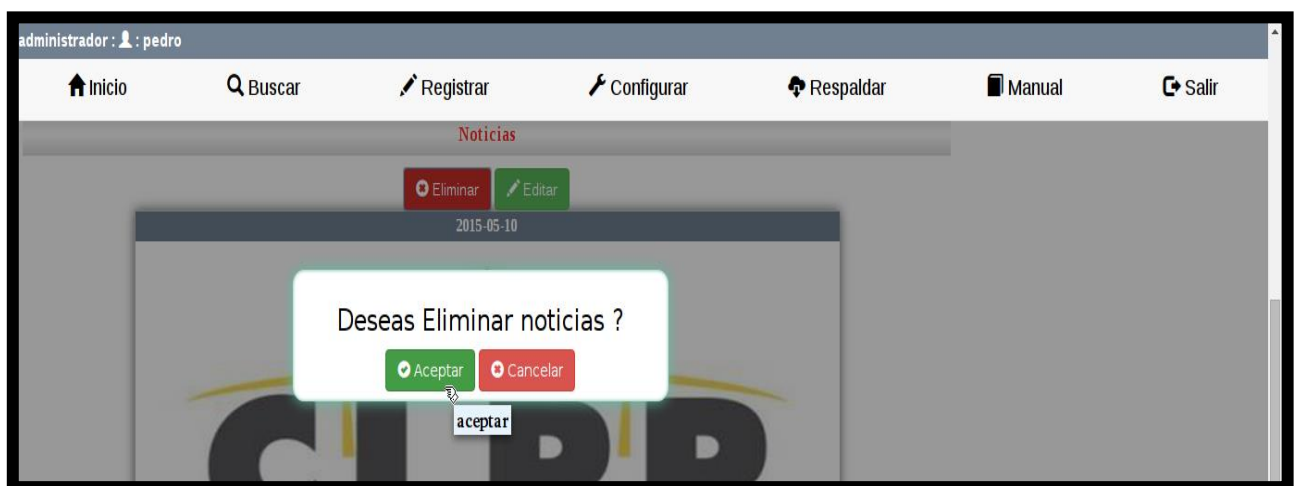 administrador : : pedro
Inicio Buscar Registrar Configurar Respaldar Manual Salir
Noticias
Eliminar Editar
2015-05-10
Deseas Eliminar noticias ?
Aceptar Cancelar
aceptar